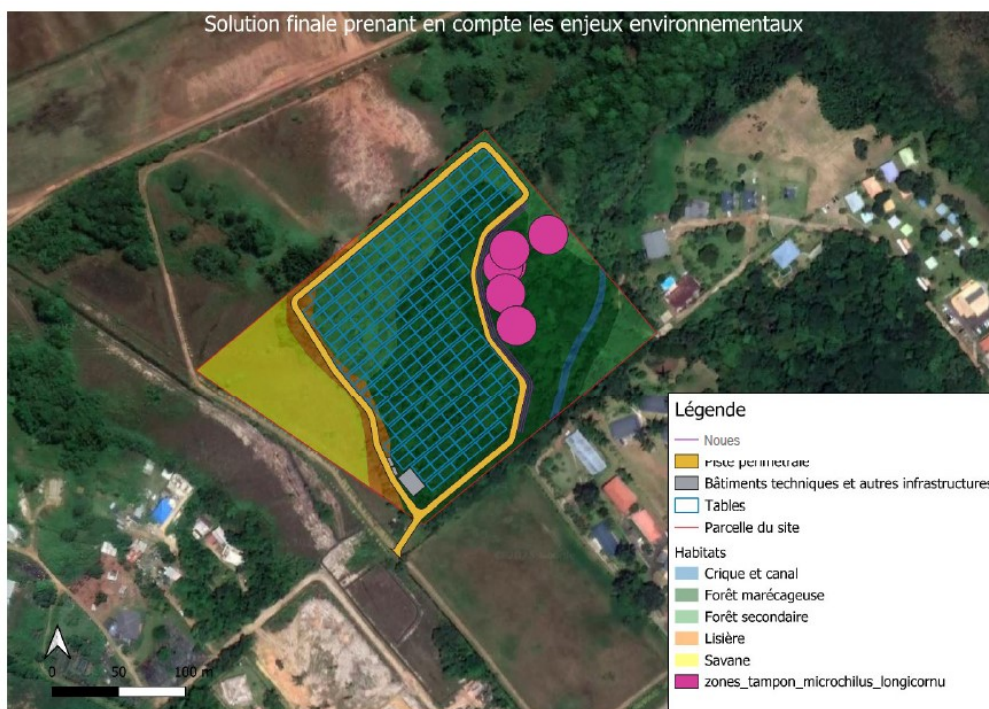 Solution finale prenant en compte les enjeux environnementaux
Légende
Noues
Piste périmétrale
Bâtiments techniques et autres infrastructures
Tables
Parcelle du site
Habitats
Crique et canal
Forêt marécageuse
Forêt secondaire
Lisière
Savane
zones_tampon_microchilus_longicornu
0 50 100 m